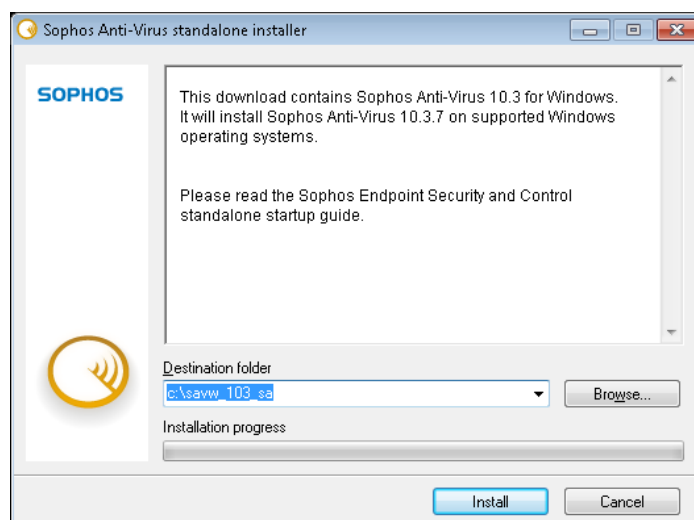 Sophos Anti-Virus standalone installer
SOPHOS
This download contains Sophos Anti-Virus 10.3 for Windows.
It will install Sophos Anti-Virus 10.3.7 on supported Windows
operating systems.
Please read the Sophos Endpoint Security and Control
standalone startup guide.
Destination folder
c:\savw_103_sa
Browse...
Installation progress
Install
Cancel